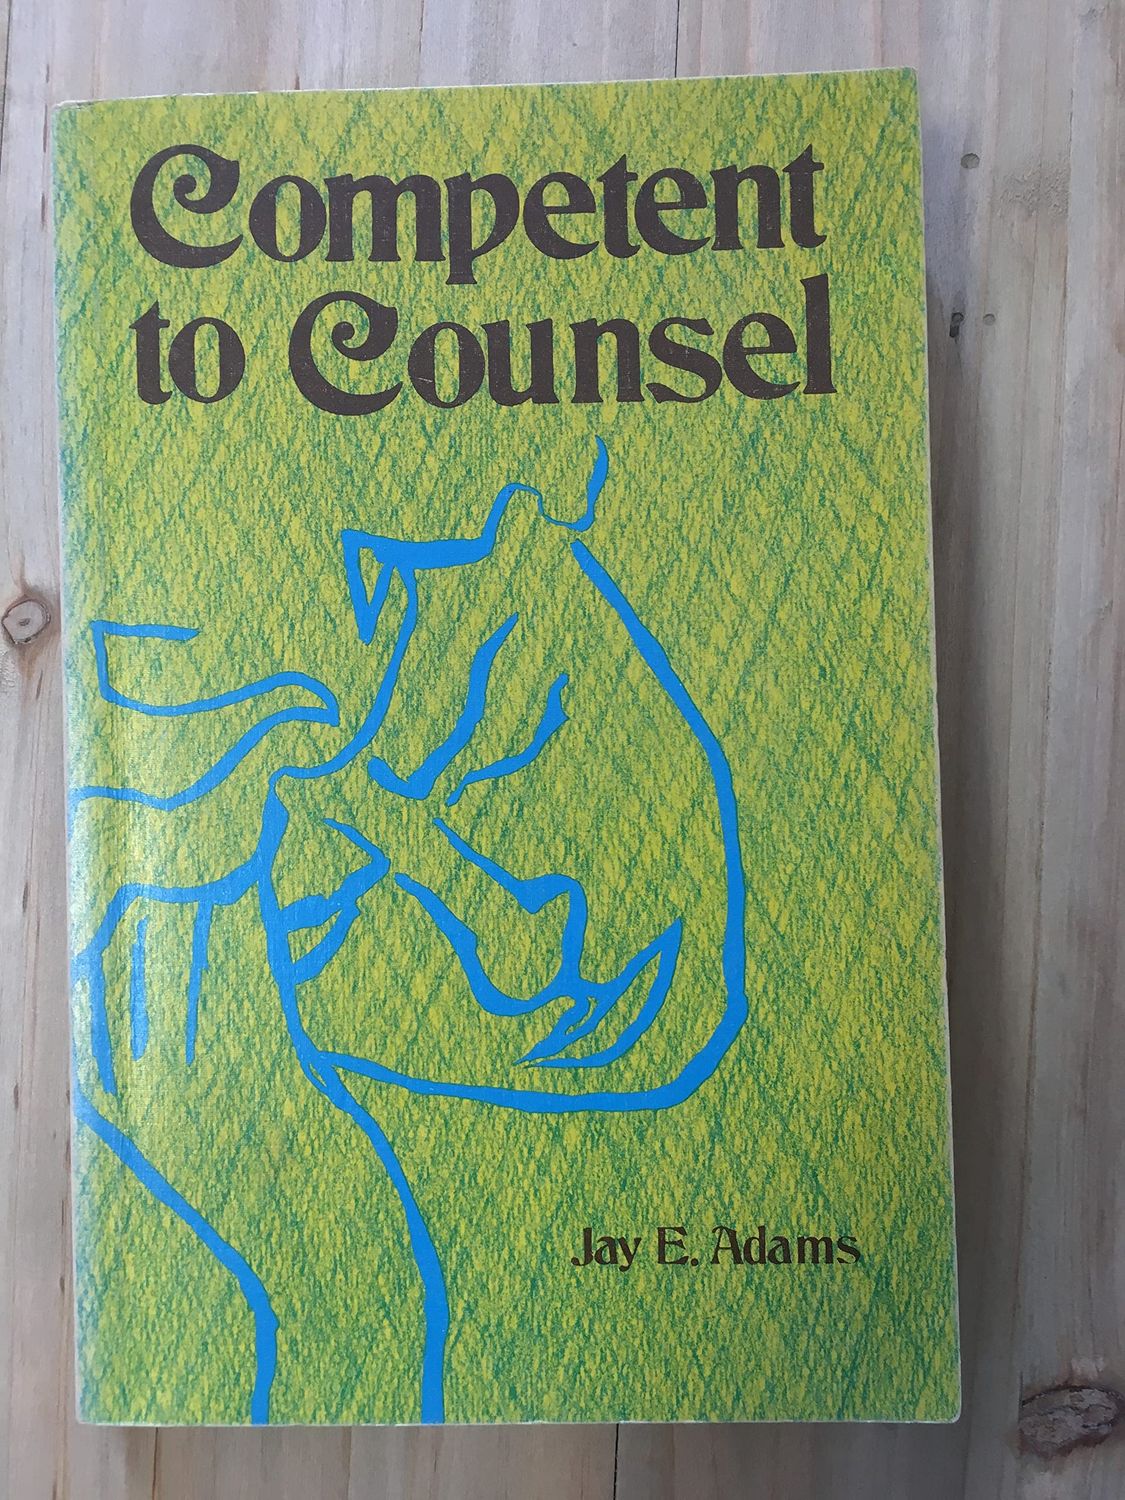 Competent
to Counsel
Jay E. Adams